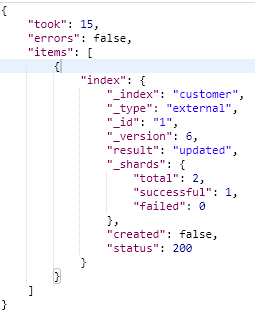 {
    "took": 15,
    "errors": false,
    "items": [
        {
            "index": {
                "_index": "customer",
                "_type": "external",
                "_id": "1",
                "_version": 6,
                "result": "updated",
                "_shards": {
                    "total": 2,
                    "successful": 1,
                    "failed": 0
                },
                "created": false,
                "status": 200
            }
        }
    ]
}